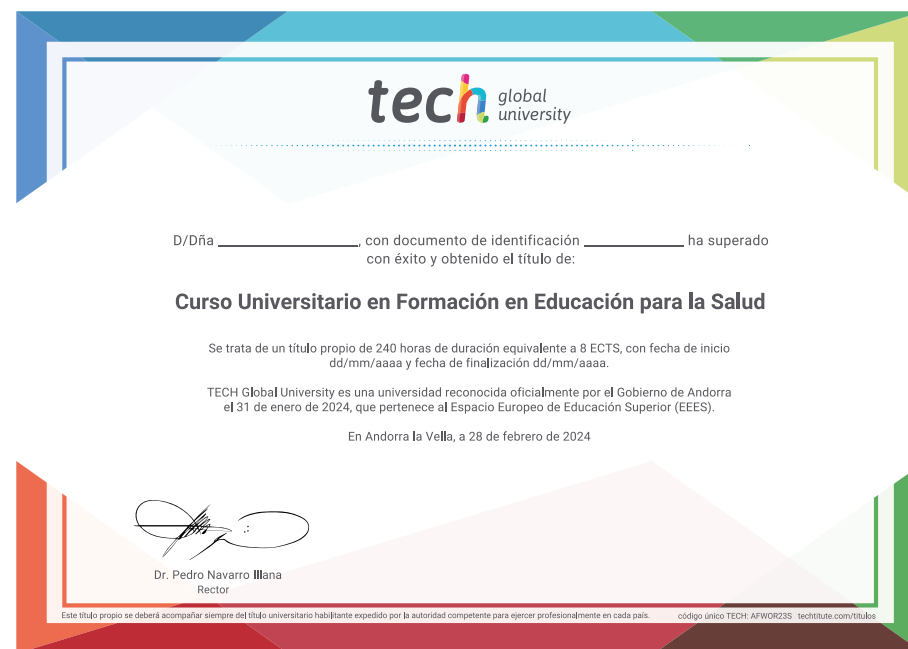 tech global
university
D/Dña ____________________, con documento de identificación ______________ ha superado
con éxito y obtenido el título de:
Curso Universitario en Formación en Educación para la Salud
Se trata de un título propio de 240 horas de duración equivalente a 8 ECTS, con fecha de inicio
dd/mm/aaaa y fecha de finalización dd/mm/aaaa.
TECH Global University es una universidad reconocida oficialmente por el Gobierno de Andorra
el 31 de enero de 2024, que pertenece al Espacio Europeo de Educación Superior (EEES).
En Andorra la Vella, a 28 de febrero de 2024
Dr. Pedro Navarro Illana
Rector
Este título propio se deberá acompañar siempre del título universitario habilitante expedido por la autoridad competente para ejercer profesionalmente en cada país. código único TECH: AFWOR23S techtitute.com/titulos